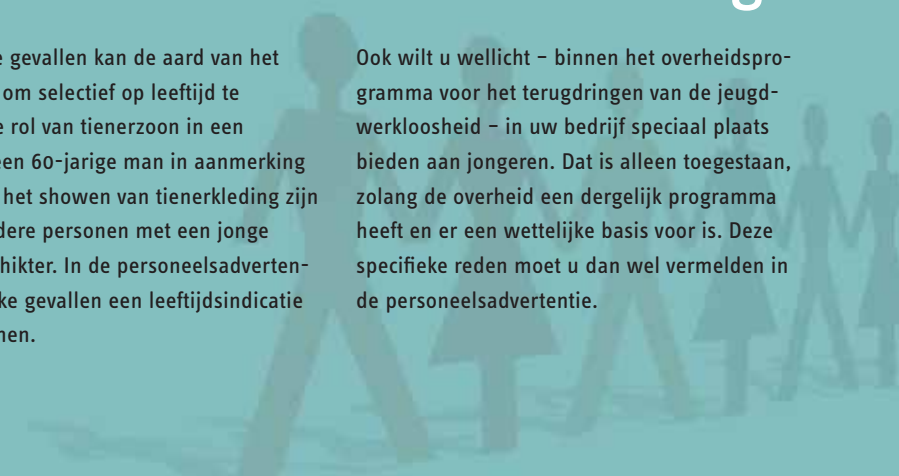 gevallen kan de aard van het
om selectief op leeftijd te
rol van tienerzoon in een
een 60-jarige man in aanmerking
het showen van tienerkleding zijn
dere personen met een jonge
hikter. In de personeelsadverten-
ke gevallen een leeftijdsindicatie
nen.
Ook wilt u wellicht – binnen het overheidspro-
gramma voor het terugdringen van de jeugd-
werkloosheid – in uw bedrijf speciaal plaats
bieden aan jongeren. Dat is alleen toegestaan,
zolang de overheid een dergelijk programma
heeft en er een wettelijke basis voor is. Deze
specifieke reden moet u dan wel vermelden in
de personeelsadvertentie.